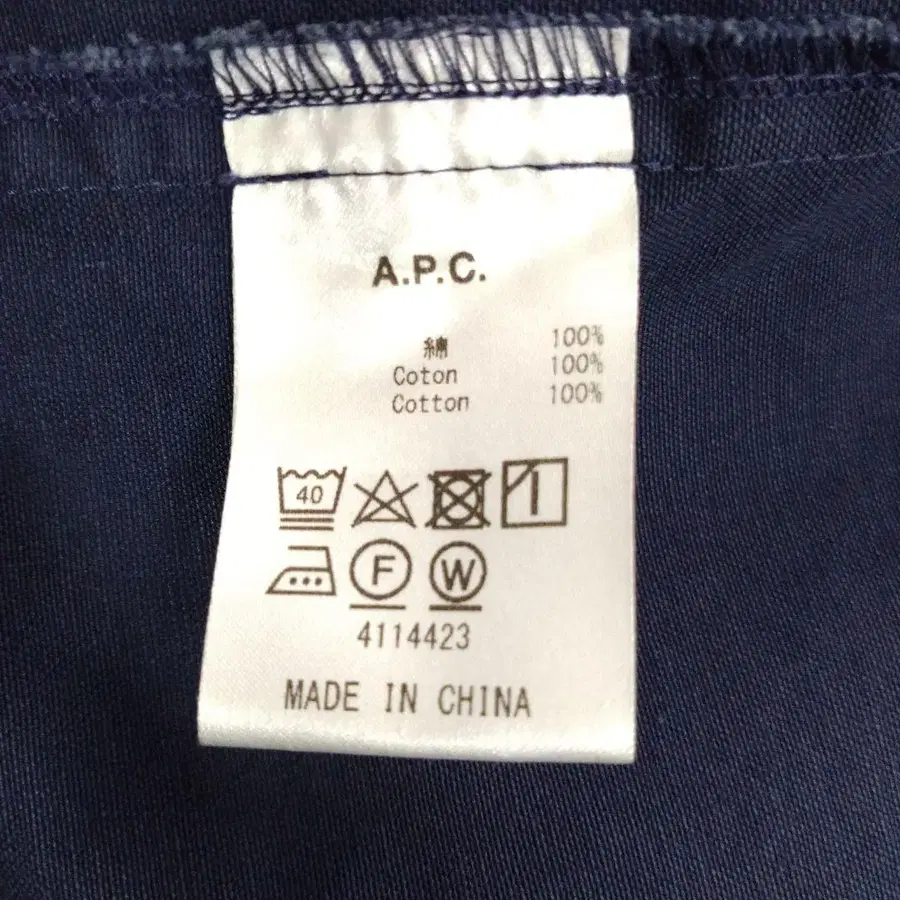 A.P.C.
綿 100%
Coton 100%
Cotton 100%
40
F W
4114423
MADE IN CHINA